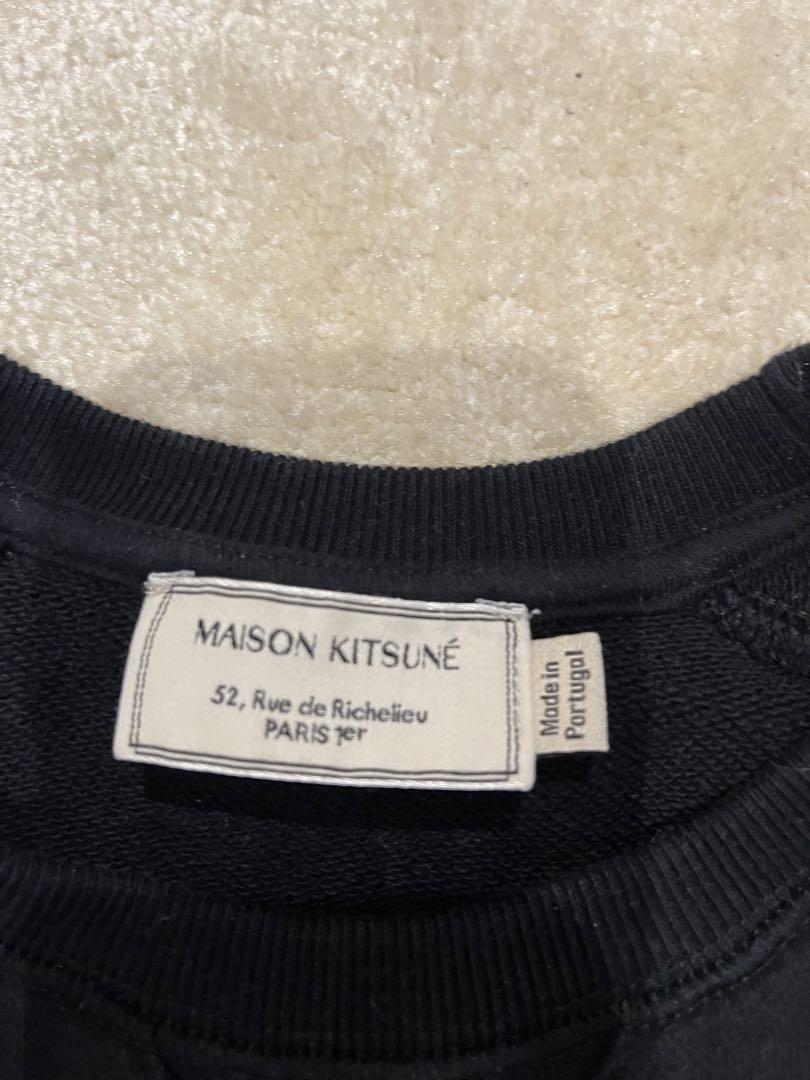 MAISON KITSUNÉ
52, Rue de Richelieu
PARIS 1er
Made in
Portugal